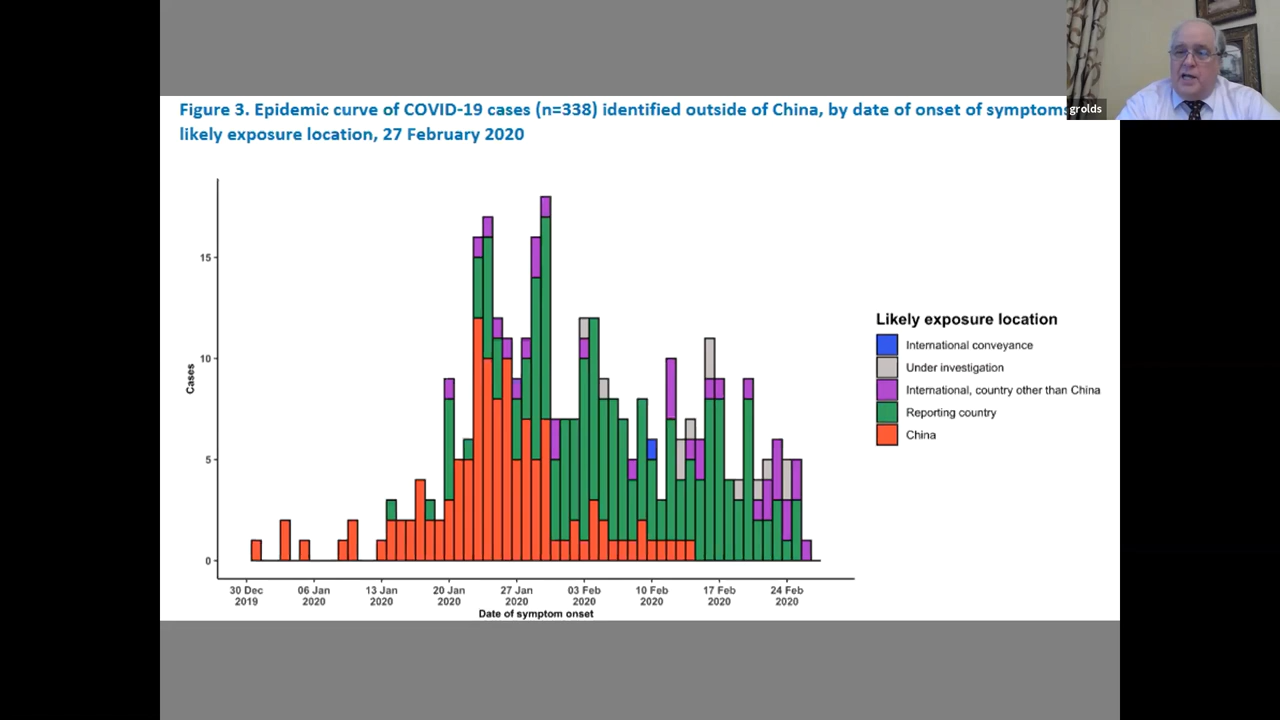 Figure 3. Epidemic curve of COVID-19 cases (n=338) identified outside of China, by date of onset of symptoms
likely exposure location, 27 February 2020
grolds
Cases
15
10
5
0
30 Dec 2019
06 Jan 2020
13 Jan 2020
20 Jan 2020
27 Jan 2020
03 Feb 2020
10 Feb 2020
17 Feb 2020
24 Feb 2020
Date of symptom onset
Likely exposure location
International conveyance
Under investigation
International, country other than China
Reporting country
China